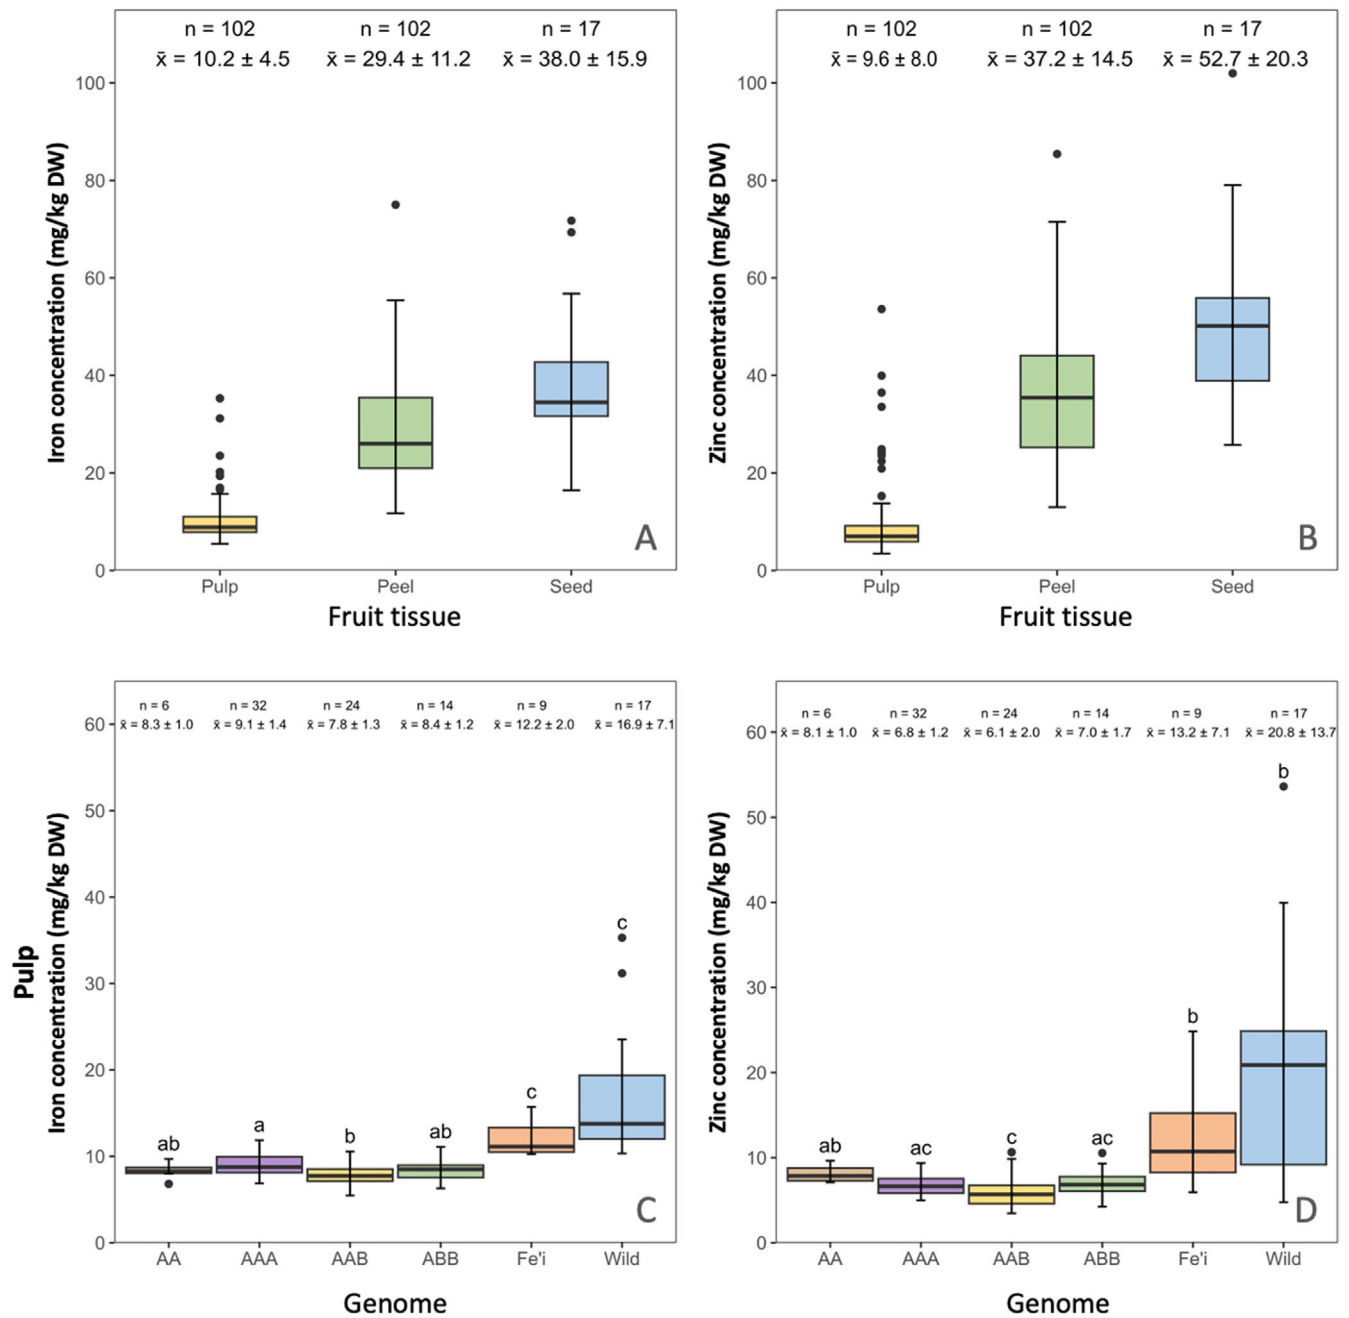 n = 102 n = 102 n = 17
x̄ = 10.2 ± 4.5 x̄ = 29.4 ± 11.2 x̄ = 38.0 ± 15.9
100
80
60
40
20
0
Iron concentration (mg/kg DW)
A
Pulp Peel Seed
Fruit tissue
n = 102 n = 102 n = 17
x̄ = 9.6 ± 8.0 x̄ = 37.2 ± 14.5 x̄ = 52.7 ± 20.3
100
80
60
40
20
0
Zinc concentration (mg/kg DW)
B
Pulp Peel Seed
Fruit tissue
Pulp
n = 6 n = 32 n = 24 n = 14 n = 9 n = 17
x̄ = 8.3 ± 1.0 x̄ = 9.1 ± 1.4 x̄ = 7.8 ± 1.3 x̄ = 8.4 ± 1.2 x̄ = 12.2 ± 2.0 x̄ = 16.9 ± 7.1
60
50
40
30
20
10
0
Iron concentration (mg/kg DW)
ab a b ab c c
C
AA AAA AAB ABB Fe'i Wild
Genome
n = 6 n = 32 n = 24 n = 14 n = 9 n = 17
x̄ = 8.1 ± 1.0 x̄ = 6.8 ± 1.2 x̄ = 6.1 ± 2.0 x̄ = 7.0 ± 1.7 x̄ = 13.2 ± 7.1 x̄ = 20.8 ± 13.7
60
50
40
30
20
10
0
Zinc concentration (mg/kg DW)
ab ac c ac b b
D
AA AAA AAB ABB Fe'i Wild
Genome